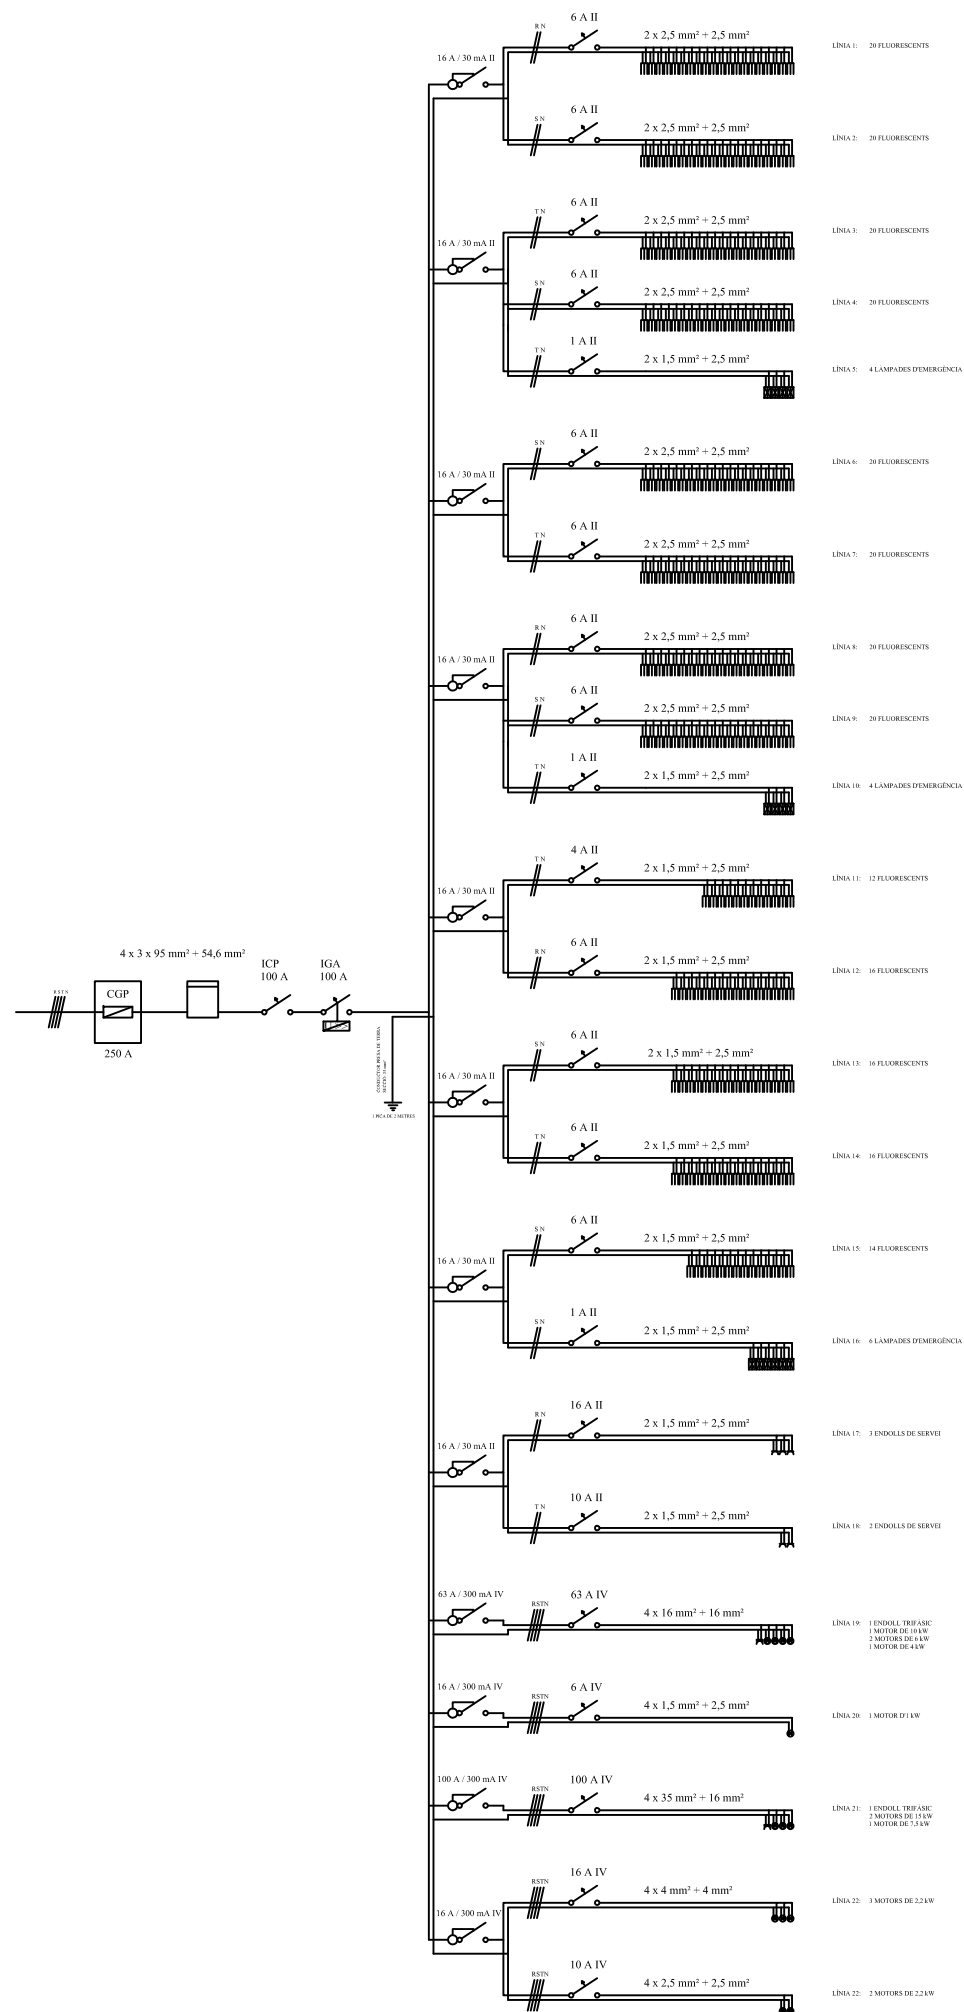 6 A II
R N
2 x 2,5 mm² + 2,5 mm²
LÍNIA 1: 20 FLUORESCENTS
16 A / 30 mA II
6 A II
S N
2 x 2,5 mm² + 2,5 mm²
LÍNIA 2: 20 FLUORESCENTS
6 A II
T N
2 x 2,5 mm² + 2,5 mm²
LÍNIA 3: 20 FLUORESCENTS
16 A / 30 mA II
6 A II
S N
2 x 2,5 mm² + 2,5 mm²
LÍNIA 4: 20 FLUORESCENTS
1 A II
T N
2 x 1,5 mm² + 2,5 mm²
LÍNIA 5: 4 LÀMPADES D'EMERGÈNCIA
6 A II
S N
2 x 2,5 mm² + 2,5 mm²
LÍNIA 6: 20 FLUORESCENTS
16 A / 30 mA II
6 A II
T N
2 x 2,5 mm² + 2,5 mm²
LÍNIA 7: 20 FLUORESCENTS
6 A II
R N
2 x 2,5 mm² + 2,5 mm²
LÍNIA 8: 20 FLUORESCENTS
16 A / 30 mA II
6 A II
S N
2 x 2,5 mm² + 2,5 mm²
LÍNIA 9: 20 FLUORESCENTS
1 A II
T N
2 x 1,5 mm² + 2,5 mm²
LÍNIA 10: 4 LÀMPADES D'EMERGÈNCIA
4 A II
T N
2 x 1,5 mm² + 2,5 mm²
LÍNIA 11: 12 FLUORESCENTS
16 A / 30 mA II
6 A II
R N
2 x 1,5 mm² + 2,5 mm²
LÍNIA 12: 16 FLUORESCENTS
4 x 3 x 95 mm² + 54,6 mm²
R S T N
CGP
250 A
ICP
100 A
IGA
100 A
CONDUCTOR PRESA DE TERRA
1 PICA DE 2 METRES
6 A II
S N
2 x 1,5 mm² + 2,5 mm²
LÍNIA 13: 16 FLUORESCENTS
16 A / 30 mA II
6 A II
T N
2 x 1,5 mm² + 2,5 mm²
LÍNIA 14: 16 FLUORESCENTS
6 A II
S N
2 x 1,5 mm² + 2,5 mm²
LÍNIA 15: 14 FLUORESCENTS
16 A / 30 mA II
1 A II
S N
2 x 1,5 mm² + 2,5 mm²
LÍNIA 16: 6 LÀMPADES D'EMERGÈNCIA
16 A II
R N
2 x 1,5 mm² + 2,5 mm²
LÍNIA 17: 3 ENDOLLS DE SERVEI
16 A / 30 mA II
10 A II
T N
2 x 1,5 mm² + 2,5 mm²
LÍNIA 18: 2 ENDOLLS DE SERVEI
63 A / 300 mA IV
63 A IV
RSTN
4 x 16 mm² + 16 mm²
LÍNIA 19: 1 ENDOLL TRIFÀSIC
1 MOTOR DE 10 kW
2 MOTORS DE 6 kW
1 MOTOR DE 4 kW
16 A / 300 mA IV
6 A IV
RSTN
4 x 1,5 mm² + 2,5 mm²
LÍNIA 20: 1 MOTOR D'1 kW
100 A / 300 mA IV
100 A IV
RSTN
4 x 35 mm² + 16 mm²
LÍNIA 21: 1 ENDOLL TRIFÀSIC
2 MOTORS DE 15 kW
1 MOTOR DE 7,5 kW
16 A IV
RSTN
4 x 4 mm² + 4 mm²
LÍNIA 22: 3 MOTORS DE 2,2 kW
16 A / 300 mA IV
10 A IV
RSTN
4 x 2,5 mm² + 2,5 mm²
LÍNIA 22: 2 MOTORS DE 2,2 kW